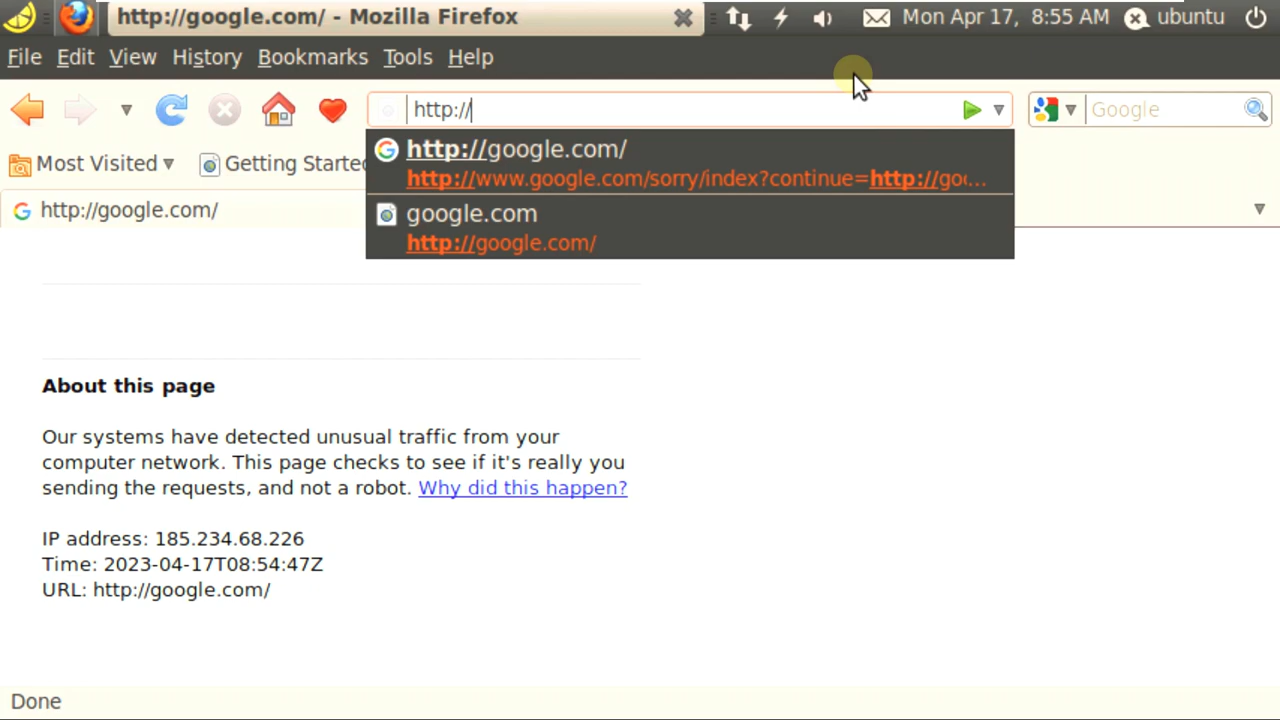 http://google.com/ - Mozilla Firefox
Mon Apr 17, 8:55 AM
ubuntu
File Edit View History Bookmarks Tools Help
http://
Google
http://google.com/
http://www.google.com/sorry/index?continue=http://goo...
google.com
http://google.com/
Most Visited
Getting Started
http://google.com/
About this page
Our systems have detected unusual traffic from your
computer network. This page checks to see if it's really you
sending the requests, and not a robot. Why did this happen?
IP address: 185.234.68.226
Time: 2023-04-17T08:54:47Z
URL: http://google.com/
Done